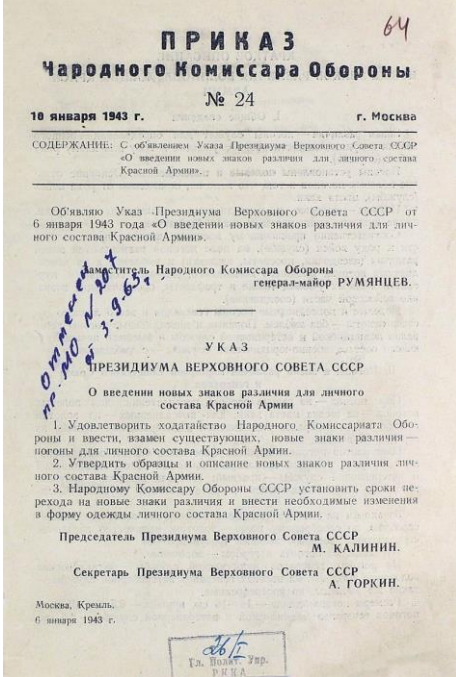 64
ПРИКАЗ
Народного Комиссара Обороны
№ 24
10 января 1943 г. г. Москва
СОДЕРЖАНИЕ: С объявлением Указа Президиума Верховного Совета СССР
«О введении новых знаков различия для личного состава
Красной Армии».
Объявляю Указ Президиума Верховного Совета СССР от
6 января 1943 года «О введении новых знаков различия для лич-
ного состава Красной Армии».
Заместитель Народного Комиссара Обороны
генерал-майор РУМЯНЦЕВ.
отменен
пр. МО № 207
от 3-9-63 г.
УКАЗ
ПРЕЗИДИУМА ВЕРХОВНОГО СОВЕТА СССР
О введении новых знаков различия для личного
состава Красной Армии
1. Удовлетворить ходатайство Народного Комиссариата Обо-
роны и ввести, взамен существующих, новые знаки различия —
погоны для личного состава Красной Армии.
2. Утвердить образцы и описание новых знаков различия лич-
ного состава Красной Армии.
3. Народному Комиссару Обороны СССР установить сроки пе-
рехода на новые знаки различия и внести необходимые изменения
в форму одежды личного состава Красной Армии.
Председатель Президиума Верховного Совета СССР
М. КАЛИНИН.
Секретарь Президиума Верховного Совета СССР
А. ГОРКИН.
Москва, Кремль.
6 января 1943 г.
26/I
Гл. Полит. Упр.
РККА